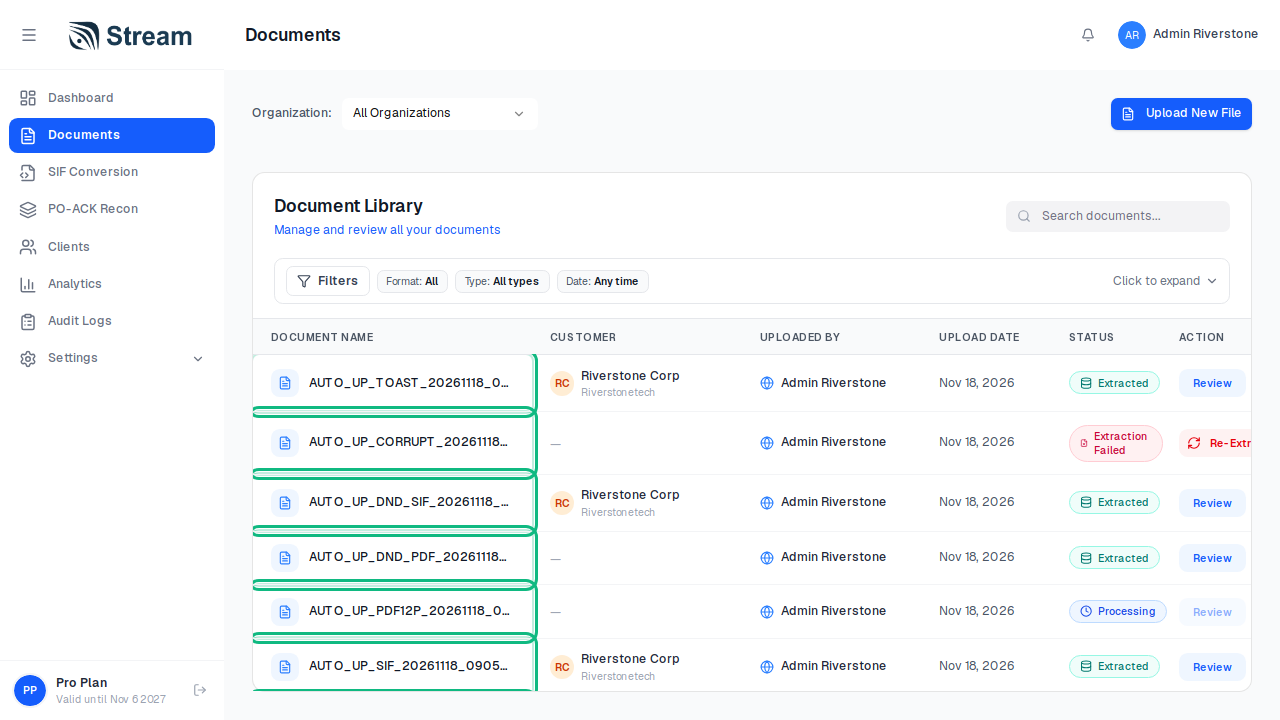 Stream
Documents
AR
Admin Riverstone
Dashboard
Documents
SIF Conversion
PO-ACK Recon
Clients
Analytics
Audit Logs
Settings
Organization:
All Organizations
Upload New File
Document Library
Manage and review all your documents
Search documents...
Filters
Format: All
Type: All types
Date: Any time
Click to expand
DOCUMENT NAME
CUSTOMER
UPLOADED BY
UPLOAD DATE
STATUS
ACTION
AUTO_UP_TOAST_20261118_0...
RC
Riverstone Corp
Riverstonetech
Admin Riverstone
Nov 18, 2026
Extracted
Review
AUTO_UP_CORRUPT_20261118...
—
Admin Riverstone
Nov 18, 2026
Extraction
Failed
Re-Extr
AUTO_UP_DND_SIF_20261118_...
RC
Riverstone Corp
Riverstonetech
Admin Riverstone
Nov 18, 2026
Extracted
Review
AUTO_UP_DND_PDF_20261118...
—
Admin Riverstone
Nov 18, 2026
Extracted
Review
AUTO_UP_PDF12P_20261118_0...
—
Admin Riverstone
Nov 18, 2026
Processing
Review
AUTO_UP_SIF_20261118_0905...
RC
Riverstone Corp
Riverstonetech
Admin Riverstone
Nov 18, 2026
Extracted
Review
PP
Pro Plan
Valid until Nov 6 2027